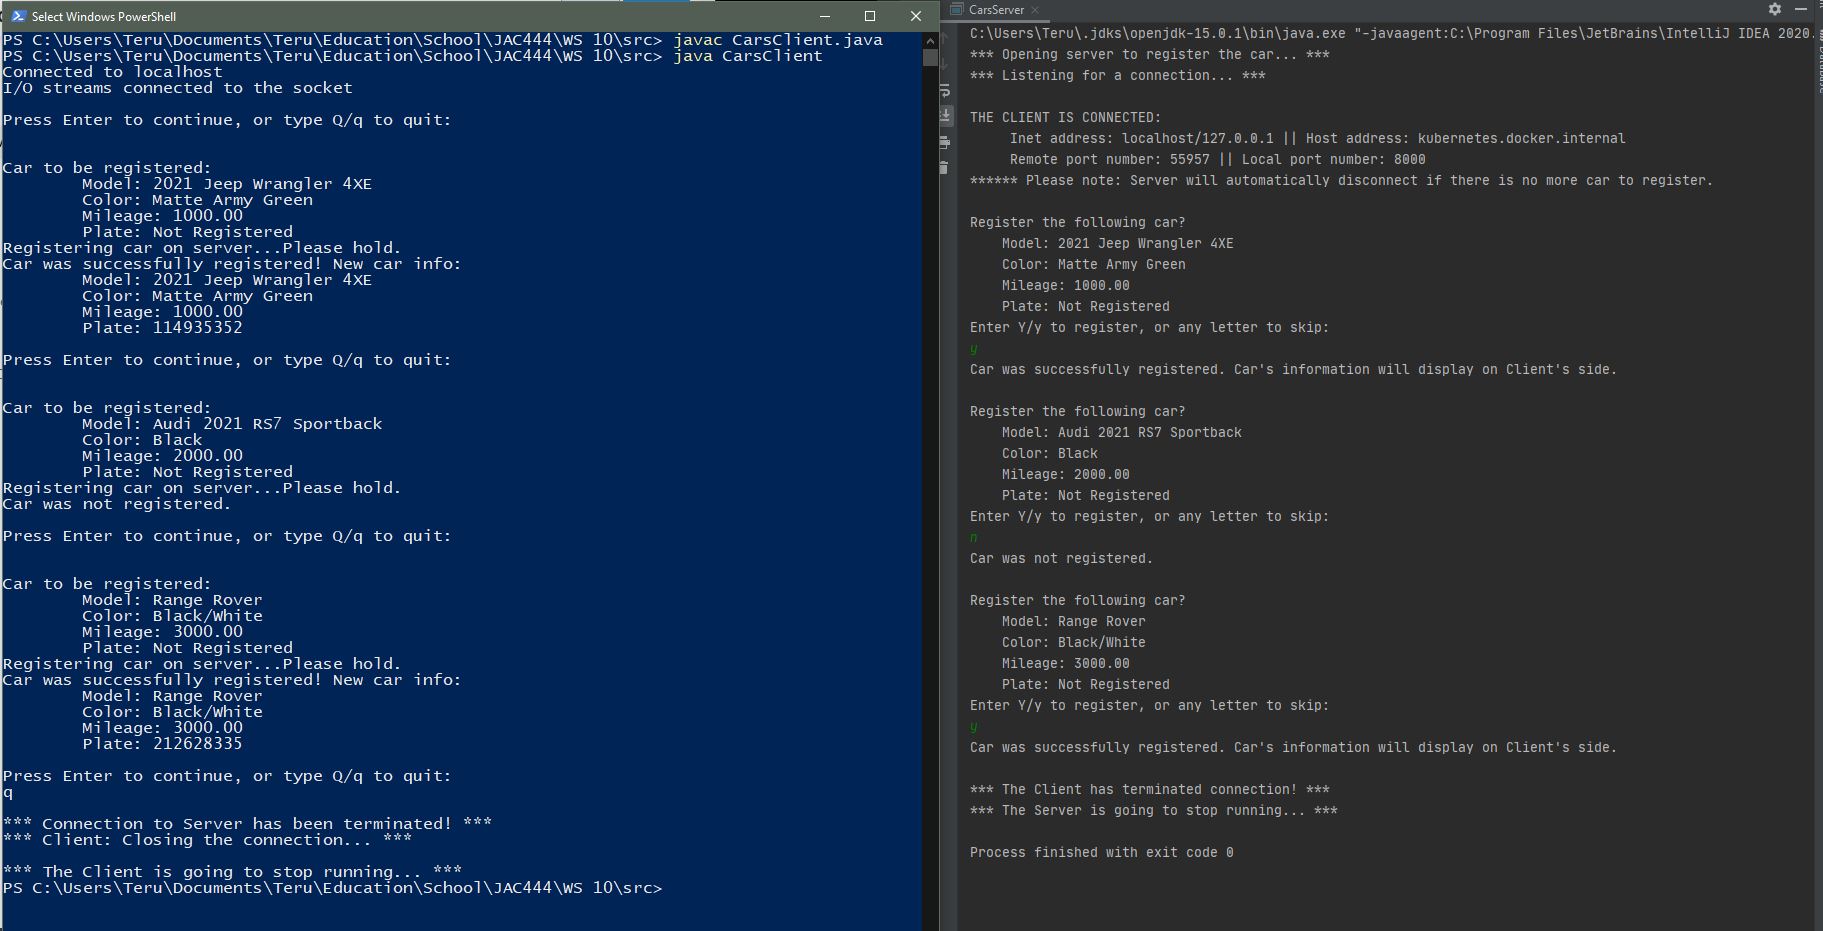 Select Windows PowerShell
PS C:\Users\Teru\Documents\Teru\Education\School\JAC444\WS 10\src> javac CarsClient.java
PS C:\Users\Teru\Documents\Teru\Education\School\JAC444\WS 10\src> java CarsClient
Connected to localhost
I/O streams connected to the socket
Press Enter to continue, or type Q/q to quit:
Car to be registered:
Model: 2021 Jeep Wrangler 4XE
Color: Matte Army Green
Mileage: 1000.00
Plate: Not Registered
Registering car on server...Please hold.
Car was successfully registered! New car info:
Model: 2021 Jeep Wrangler 4XE
Color: Matte Army Green
Mileage: 1000.00
Plate: 114935352
Press Enter to continue, or type Q/q to quit:
Car to be registered:
Model: Audi 2021 RS7 Sportback
Color: Black
Mileage: 2000.00
Plate: Not Registered
Registering car on server...Please hold.
Car was not registered.
Press Enter to continue, or type Q/q to quit:
Car to be registered:
Model: Range Rover
Color: Black/White
Mileage: 3000.00
Plate: Not Registered
Registering car on server...Please hold.
Car was successfully registered! New car info:
Model: Range Rover
Color: Black/White
Mileage: 3000.00
Plate: 212628335
Press Enter to continue, or type Q/q to quit:
q
*** Connection to Server has been terminated! ***
*** Client: Closing the connection... ***
*** The Client is going to stop running... ***
PS C:\Users\Teru\Documents\Teru\Education\School\JAC444\WS 10\src>
CarsServer
C:\Users\Teru\.jdks\openjdk-15.0.1\bin\java.exe "-javaagent:C:\Program Files\JetBrains\IntelliJ IDEA 2020.
*** Opening server to register the car... ***
*** Listening for a connection... ***
THE CLIENT IS CONNECTED:
Inet address: localhost/127.0.0.1 || Host address: kubernetes.docker.internal
Remote port number: 55957 || Local port number: 8000
****** Please note: Server will automatically disconnect if there is no more car to register.
Register the following car?
Model: 2021 Jeep Wrangler 4XE
Color: Matte Army Green
Mileage: 1000.00
Plate: Not Registered
Enter Y/y to register, or any letter to skip:
y
Car was successfully registered. Car's information will display on Client's side.
Register the following car?
Model: Audi 2021 RS7 Sportback
Color: Black
Mileage: 2000.00
Plate: Not Registered
Enter Y/y to register, or any letter to skip:
n
Car was not registered.
Register the following car?
Model: Range Rover
Color: Black/White
Mileage: 3000.00
Plate: Not Registered
Enter Y/y to register, or any letter to skip:
y
Car was successfully registered. Car's information will display on Client's side.
*** The Client has terminated connection! ***
*** The Server is going to stop running... ***
Process finished with exit code 0